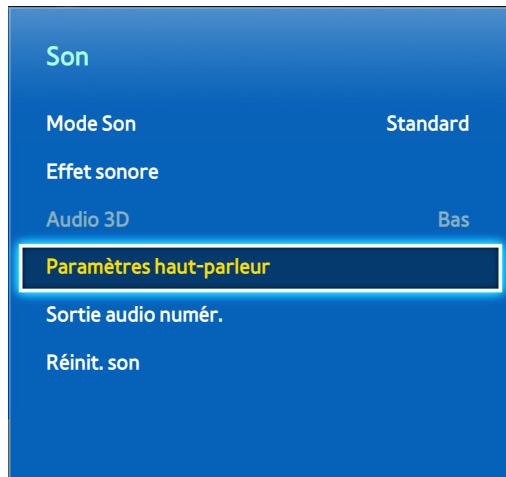 Son
Mode Son Standard
Effet sonore
Audio 3D Bas
Paramètres haut-parleur
Sortie audio numér.
Réinit. son